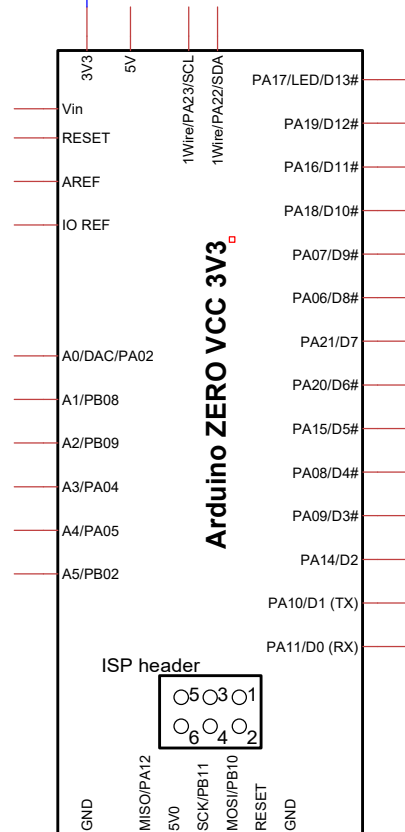 3V3
5V
1Wire/PA23/SCL
1Wire/PA22/SDA
Vin
RESET
AREF
IO REF
A0/DAC/PA02
A1/PB08
A2/PB09
A3/PA04
A4/PA05
A5/PB02
Arduino ZERO VCC 3V3
PA17/LED/D13#
PA19/D12#
PA16/D11#
PA18/D10#
PA07/D9#
PA06/D8#
PA21/D7
PA20/D6#
PA15/D5#
PA08/D4#
PA09/D3#
PA14/D2
PA10/D1 (TX)
PA11/D0 (RX)
ISP header
5 3 1
6 4 2
GND
MISO/PA12
5V0
SCK/PB11
MOSI/PB10
RESET
GND